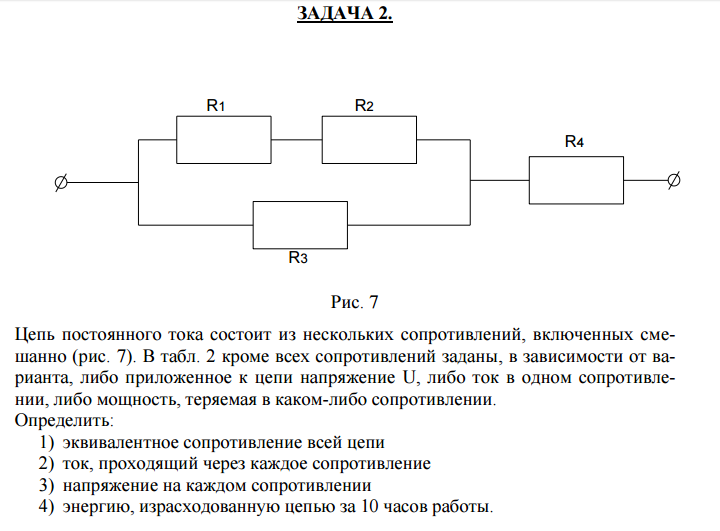 ЗАДАЧА 2.
R1
R2
R4
R3
Рис. 7
Цепь постоянного тока состоит из нескольких сопротивлений, включенных сме-
шанно (рис. 7). В табл. 2 кроме всех сопротивлений заданы, в зависимости от ва-
рианта, либо приложенное к цепи напряжение U, либо ток в одном сопротивле-
нии, либо мощность, теряемая в каком-либо сопротивлении.
Определить:
1) эквивалентное сопротивление всей цепи
2) ток, проходящий через каждое сопротивление
3) напряжение на каждом сопротивлении
4) энергию, израсходованную цепью за 10 часов работы.